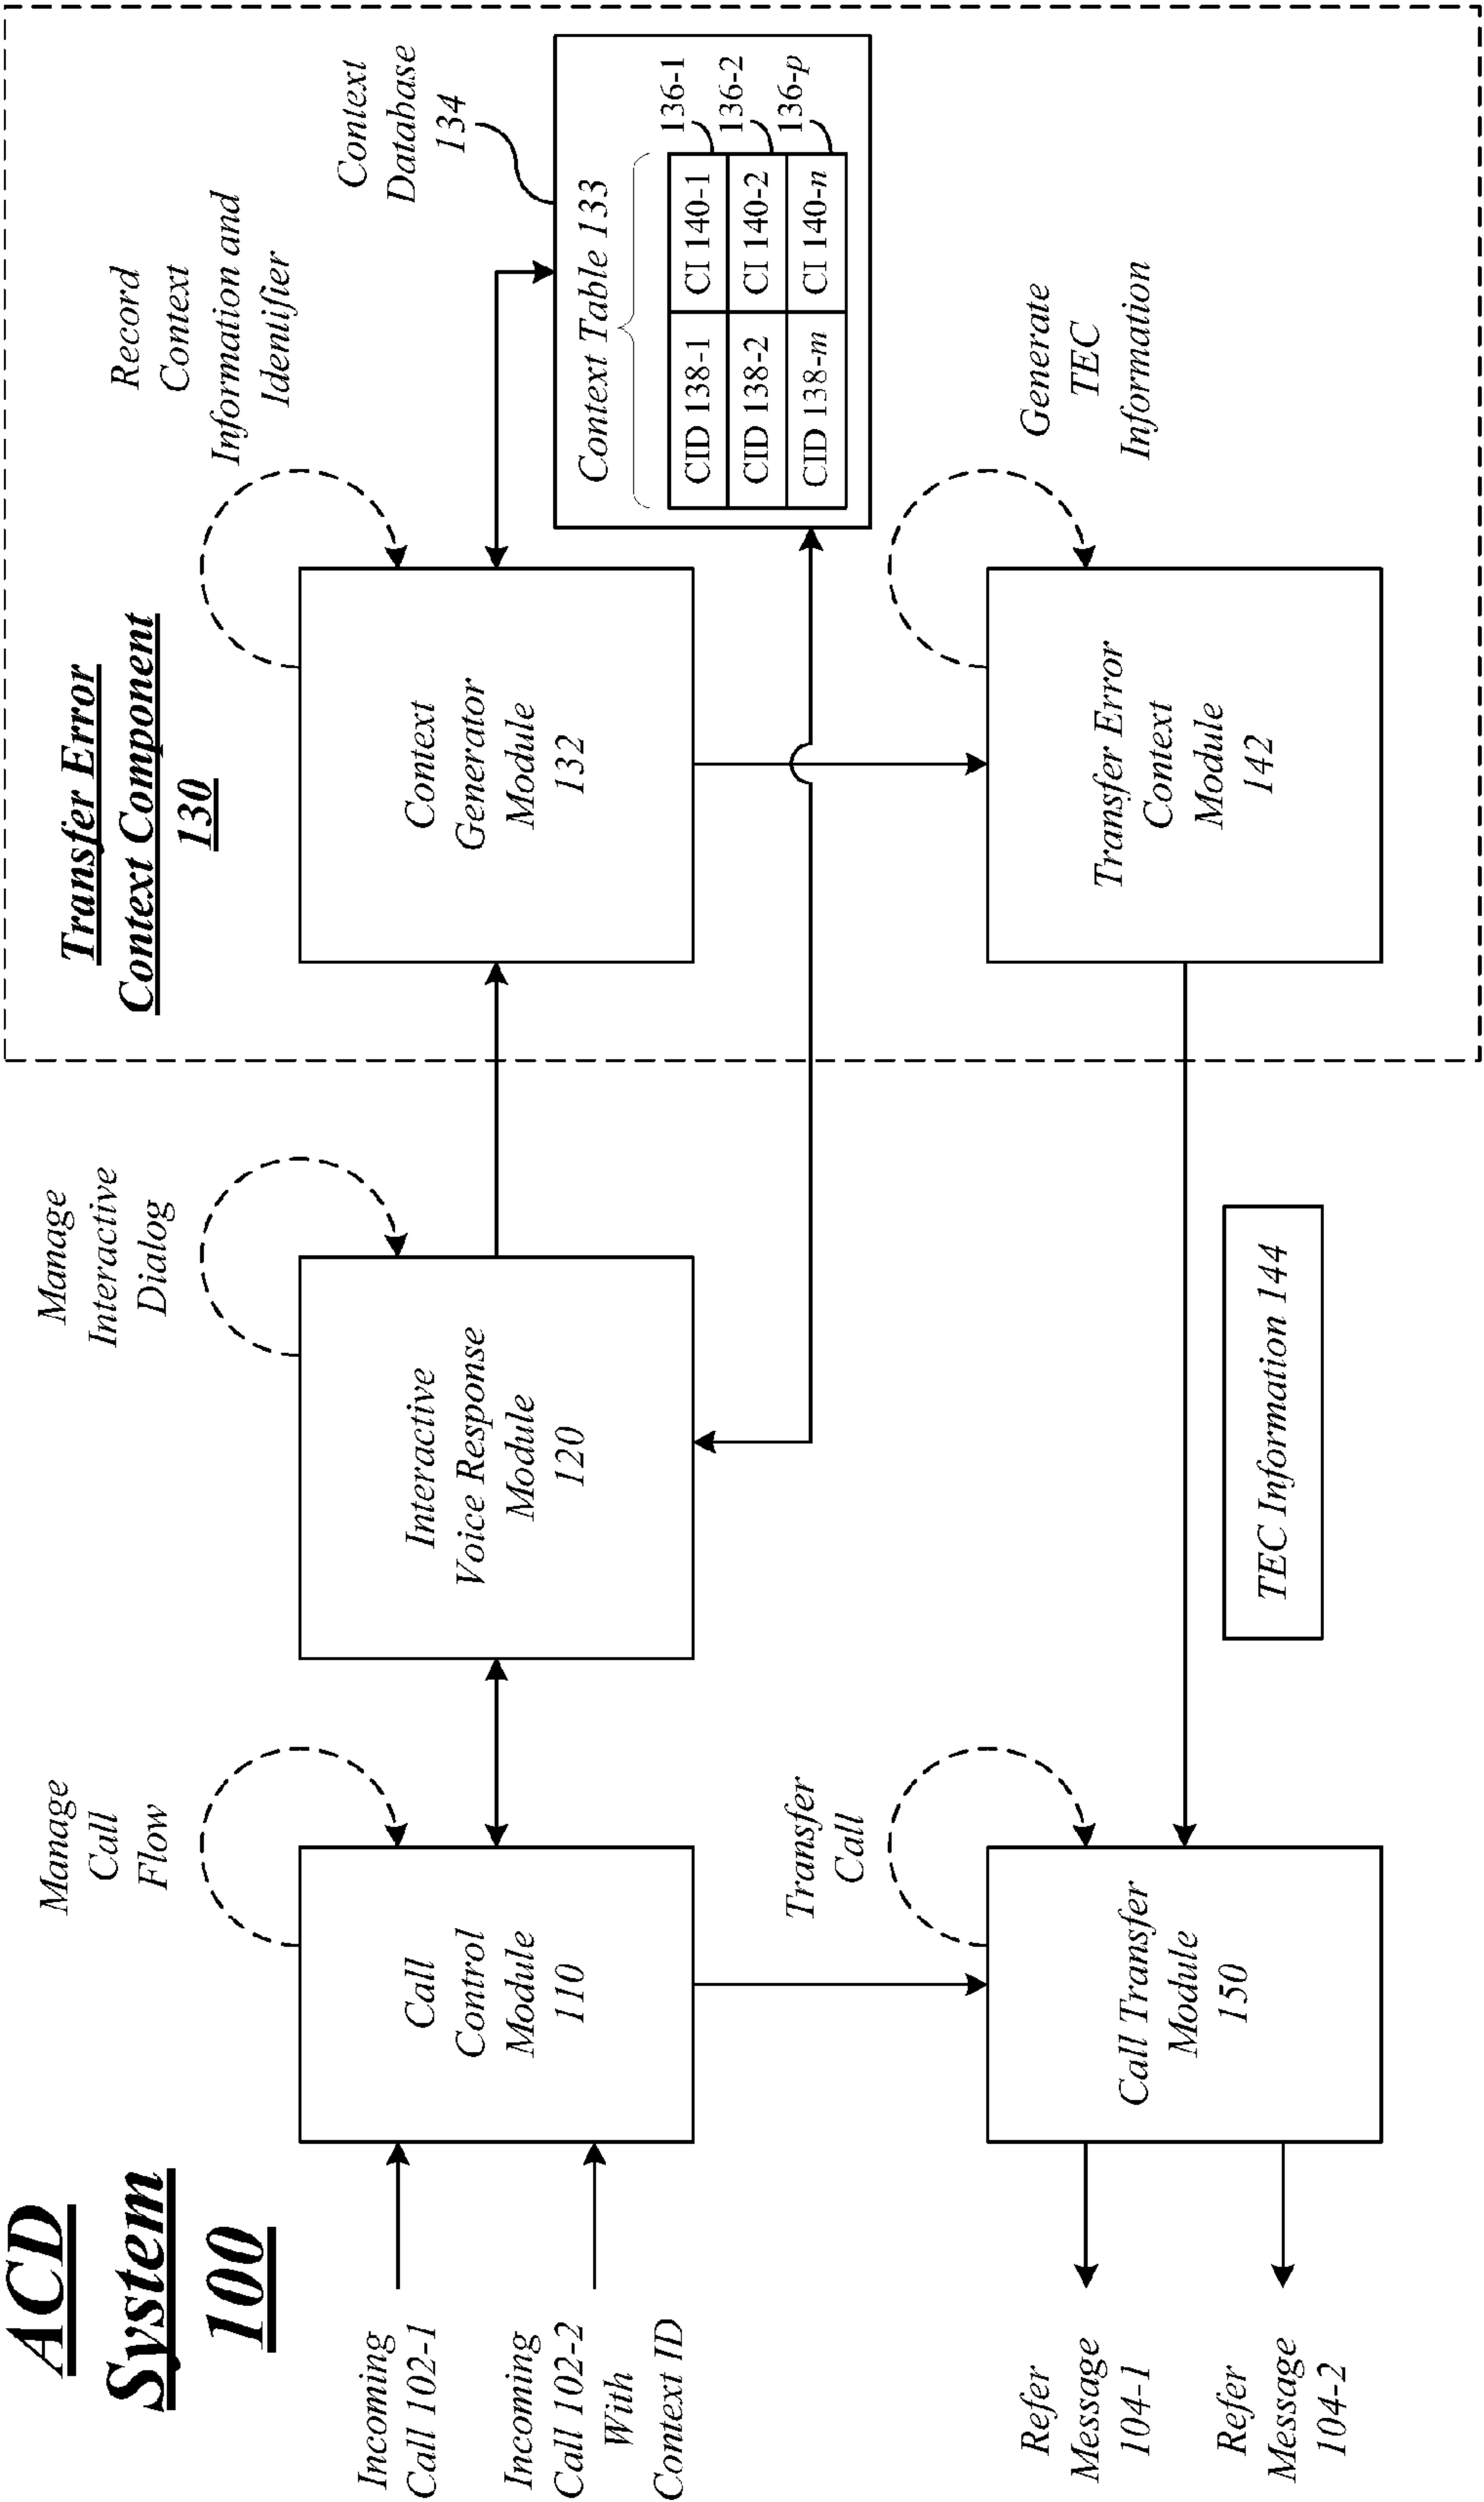 ACD
System
100
Manage
Call
Flow
Manage
Interactive
Dialog
Transfer Error
Context Component
130
Record
Context
Information and
Identifier
Context
Database
134
Incoming
Call 102-1
Incoming
Call 102-2
With
Context ID
Call
Control
Module
110
Interactive
Voice Response
Module
120
Context
Generator
Module
132
Context Table 133
CID 138-1
CI 140-1
136-1
CID 138-2
CI 140-2
136-2
CID 138-m
CI 140-n
136-p
Transfer
Call
Generate
TEC
Information
Refer
Message
104-1
Refer
Message
104-2
Call Transfer
Module
150
TEC Information 144
Transfer Error
Context
Module
142